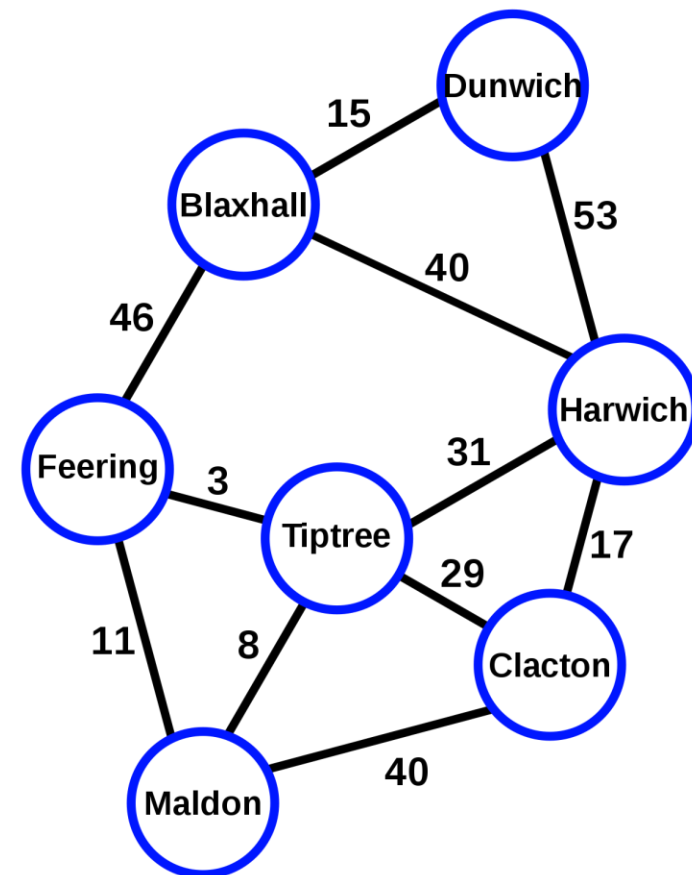 Dunwich
15
Blaxhall
53
40
46
Harwich
31
Feering
3
Tiptree
29
17
11
8
Clacton
40
Maldon